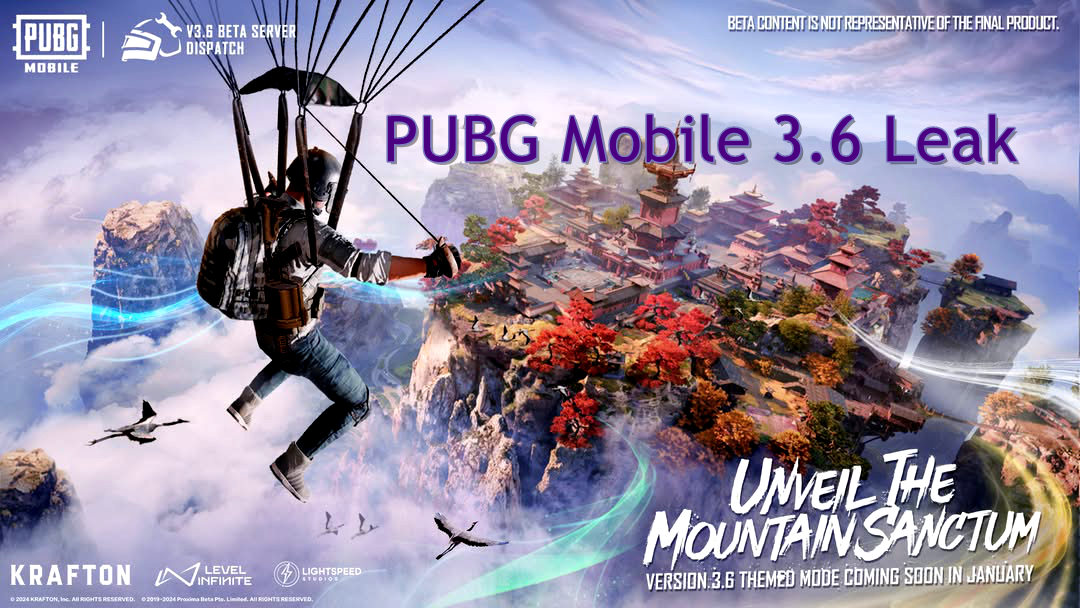 PUBG
MOBILE
V3.6 BETA SERVER
DISPATCH
BETA CONTENT IS NOT REPRESENTATIVE OF THE FINAL PRODUCT.
PUBG Mobile 3.6 Leak
UNVEIL THE
MOUNTAIN SANCTUM
VERSION 3.6 THEMED MODE COMING SOON IN JANUARY
KRAFTON
LEVEL
INFINITE
LIGHTSPEED
STUDIOS
© 2024 KRAFTON, Inc. All RIGHTS RESERVED. © 2019-2024 Proxima Beta Pte. Limited. All RIGHTS RESERVED.